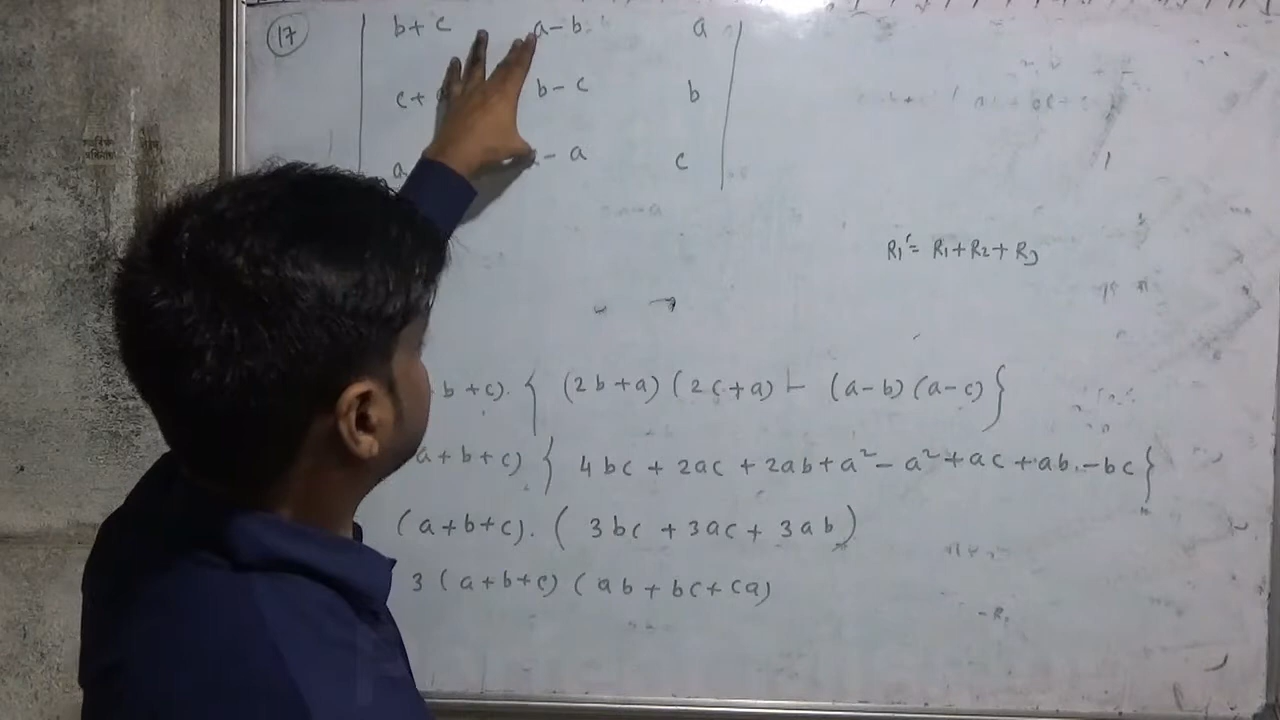 17 | b+c a-b a |
c+ b-c b
a - a c
R₁' = R₁+R₂+R₃
b+c). { (2b+a) (2c+a) - (a-b) (a-c) }
a+b+c) { 4bc + 2ac + 2ab + a² - a² + ac + ab - bc }
(a+b+c). ( 3bc + 3ac + 3ab )
3 (a+b+c) (ab + bc + ca)